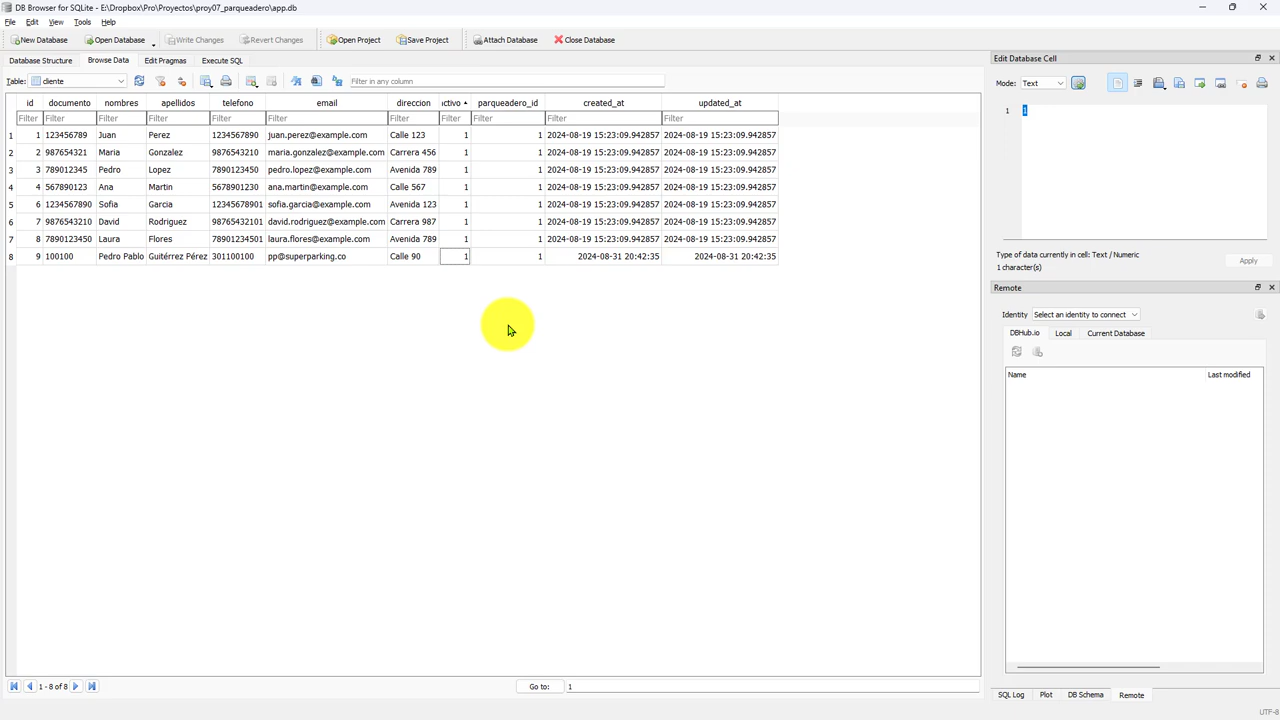 DB Browser for SQLite - E:\Dropbox\Pro\Proyectos\proy07_parqueadero\app.db
File Edit View Tools Help
New Database Open Database Write Changes Revert Changes Open Project Save Project Attach Database Close Database
Database Structure Browse Data Edit Pragmas Execute SQL
Table: cliente Filter in any column
id documento nombres apellidos telefono email direccion ctivo parqueadero_id created_at updated_at
Filter Filter Filter Filter Filter Filter Filter Filter Filter Filter Filter
1 1 123456789 Juan Perez 1234567890 juan.perez@example.com Calle 123 1 1 2024-08-19 15:23:09.942857 2024-08-19 15:23:09.942857
2 2 987654321 Maria Gonzalez 9876543210 maria.gonzalez@example.com Carrera 456 1 1 2024-08-19 15:23:09.942857 2024-08-19 15:23:09.942857
3 3 789012345 Pedro Lopez 7890123450 pedro.lopez@example.com Avenida 789 1 1 2024-08-19 15:23:09.942857 2024-08-19 15:23:09.942857
4 4 567890123 Ana Martin 5678901230 ana.martin@example.com Calle 567 1 1 2024-08-19 15:23:09.942857 2024-08-19 15:23:09.942857
5 6 1234567890 Sofia Garcia 12345678901 sofia.garcia@example.com Avenida 123 1 1 2024-08-19 15:23:09.942857 2024-08-19 15:23:09.942857
6 7 9876543210 David Rodriguez 98765432101 david.rodriguez@example.com Carrera 987 1 1 2024-08-19 15:23:09.942857 2024-08-19 15:23:09.942857
7 8 7890123450 Laura Flores 78901234501 laura.flores@example.com Avenida 789 1 1 2024-08-19 15:23:09.942857 2024-08-19 15:23:09.942857
8 9 100100 Pedro Pablo Guitérrez Pérez 301100100 pp@superparking.co Calle 90 1 1 2024-08-31 20:42:35 2024-08-31 20:42:35
1 - 8 of 8 Go to: 1
Edit Database Cell
Mode: Text
1 1
Type of data currently in cell: Text / Numeric
1 character(s)
Apply
Remote
Identity Select an identity to connect
DBHub.io Local Current Database
Name Last modified
SQL Log Plot DB Schema Remote
UTF-8